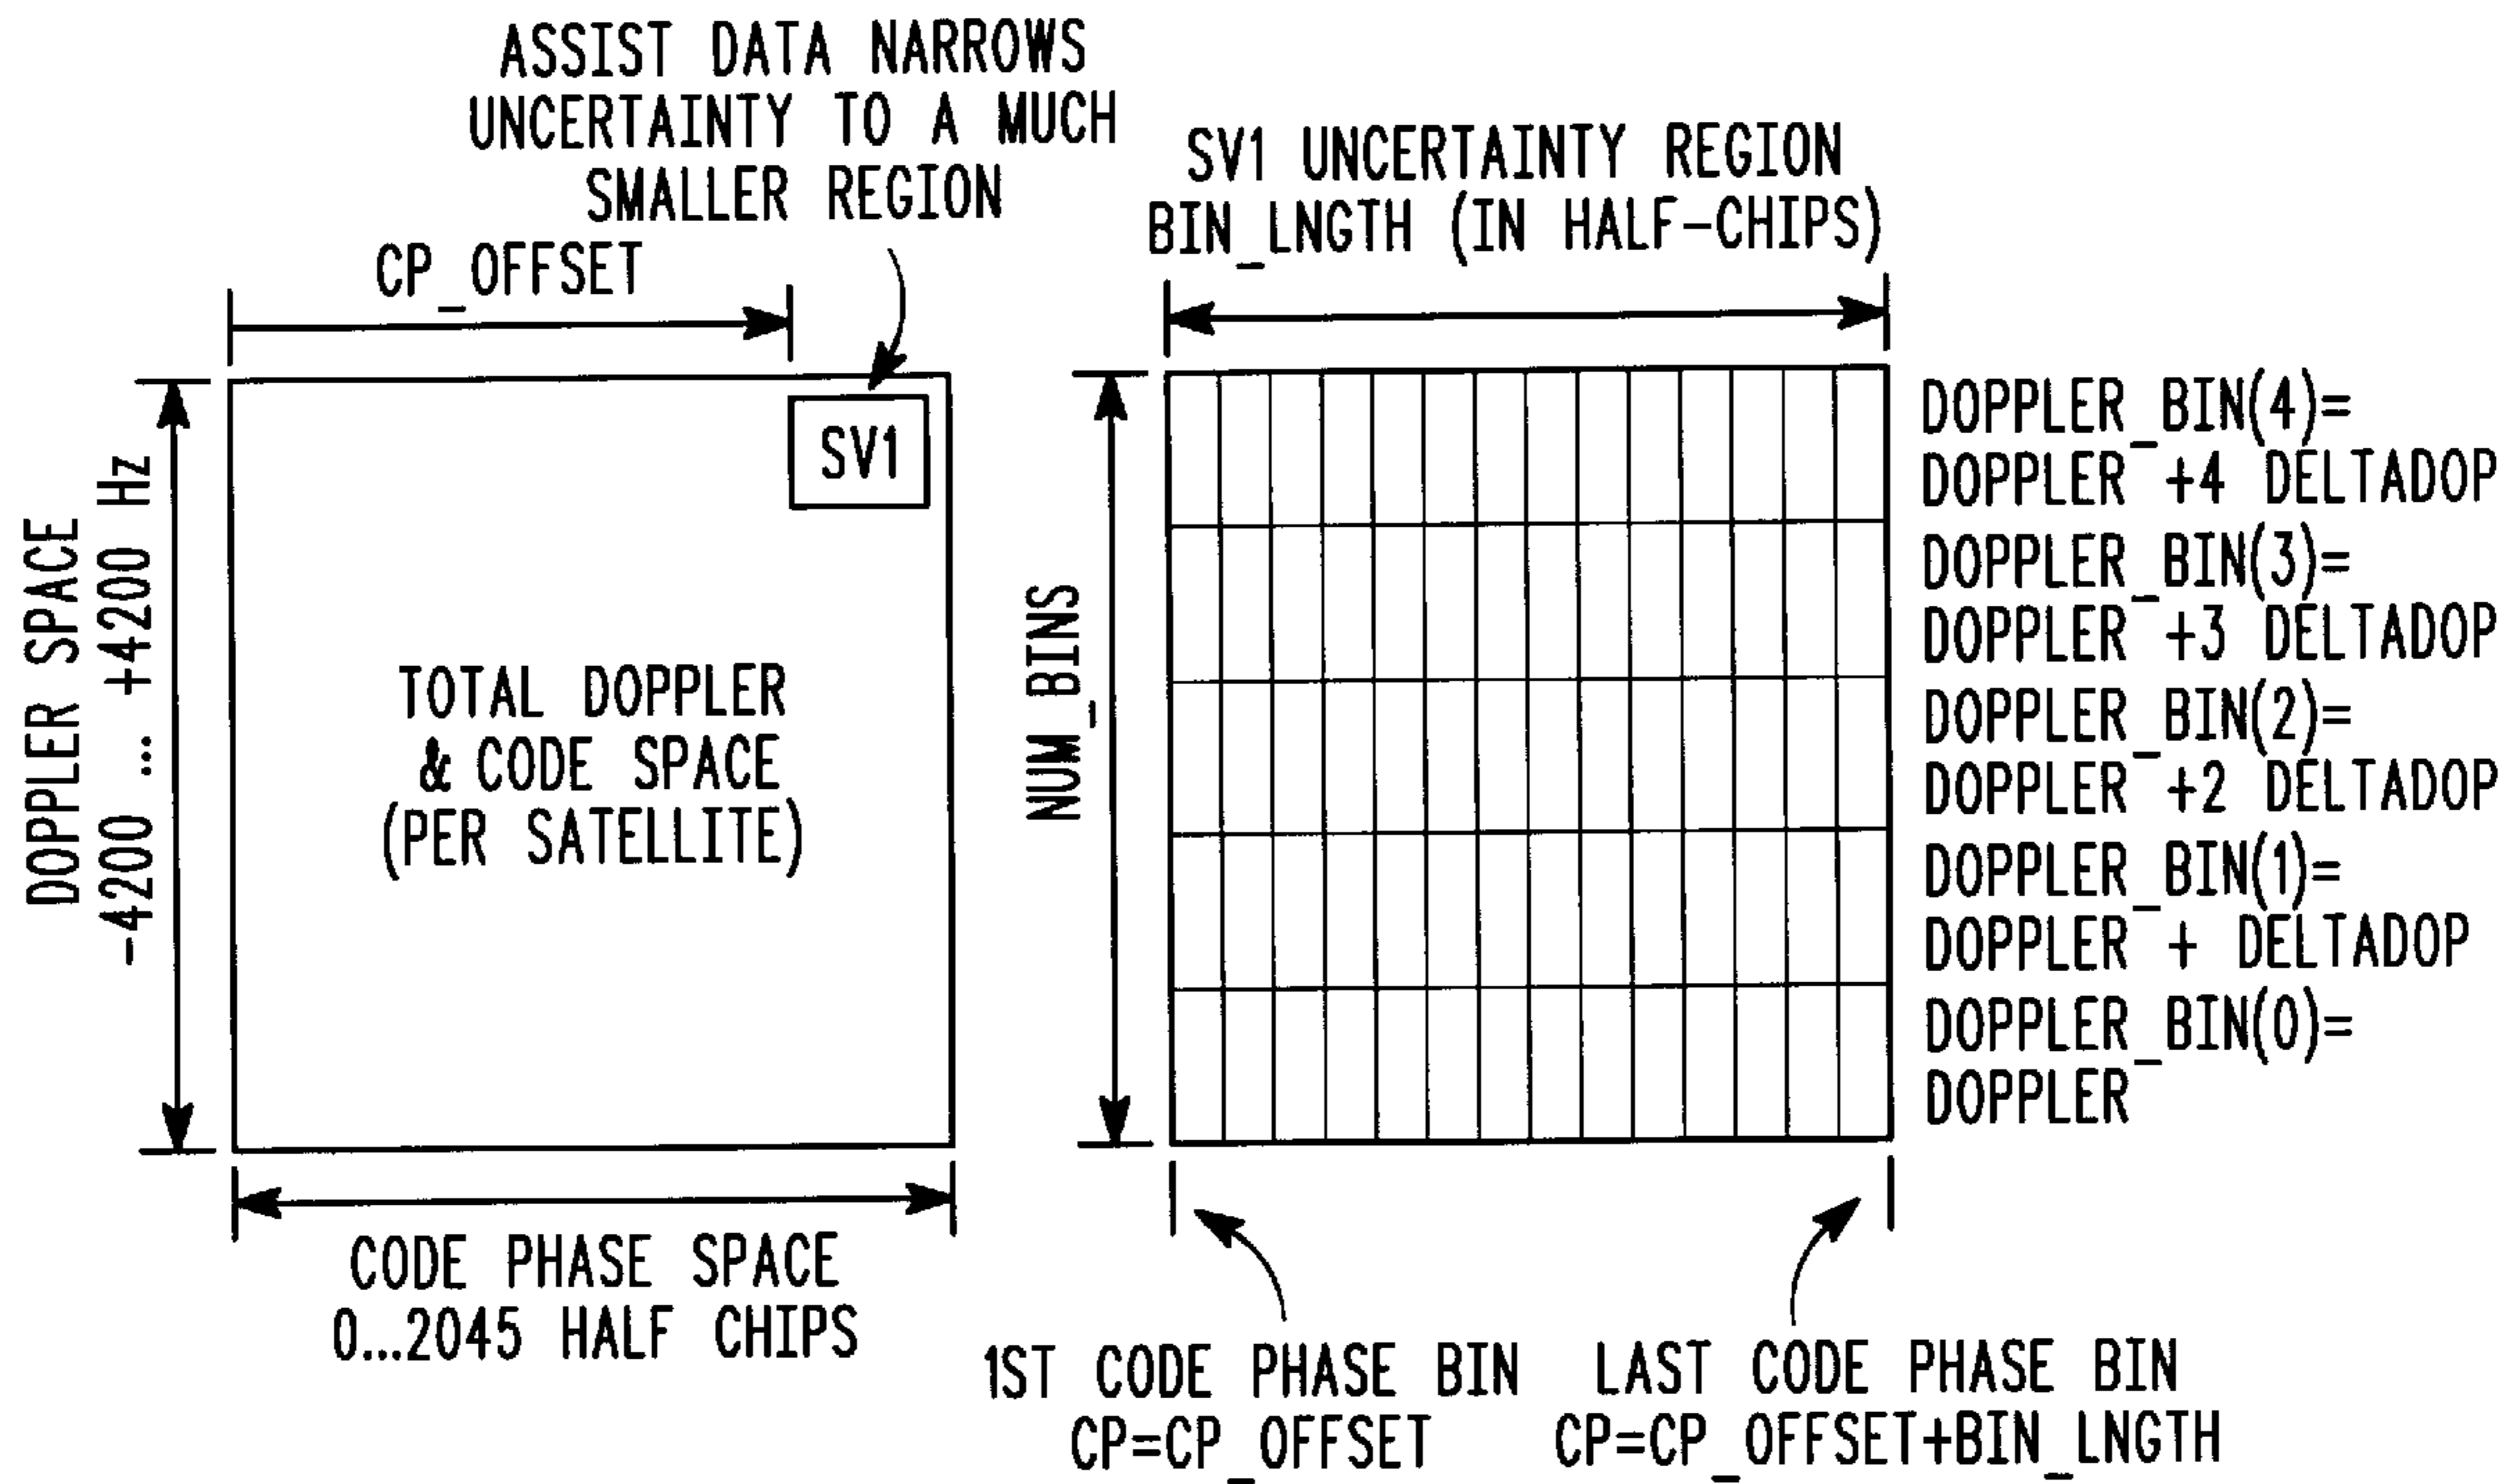 ASSIST DATA NARROWS
UNCERTAINTY TO A MUCH
SMALLER REGION
CP_OFFSET
SV1
DOPPLER SPACE
-4200 ... +4200 Hz
TOTAL DOPPLER
& CODE SPACE
(PER SATELLITE)
CODE PHASE SPACE
0...2045 HALF CHIPS
SV1 UNCERTAINTY REGION
BIN_LNGTH (IN HALF-CHIPS)
NUM_BINS
DOPPLER_BIN(4)=
DOPPLER +4 DELTADOP
DOPPLER_BIN(3)=
DOPPLER +3 DELTADOP
DOPPLER_BIN(2)=
DOPPLER +2 DELTADOP
DOPPLER_BIN(1)=
DOPPLER + DELTADOP
DOPPLER_BIN(0)=
DOPPLER
1ST CODE PHASE BIN
CP=CP_OFFSET
LAST CODE PHASE BIN
CP=CP_OFFSET+BIN_LNGTH